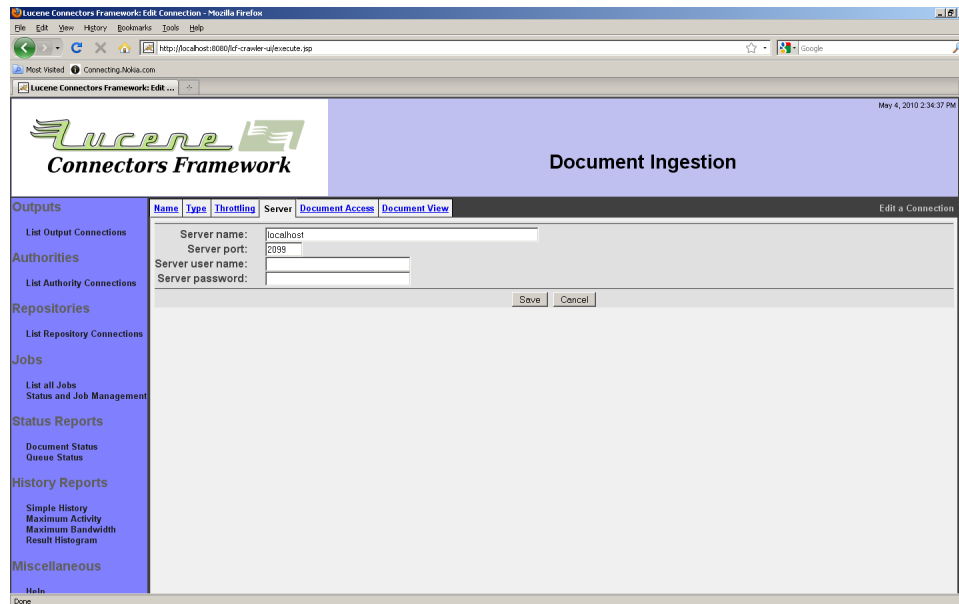 Lucene Connectors Framework: Edit Connection - Mozilla Firefox
File Edit View History Bookmarks Tools Help
http://localhost:8080/lcf-crawler-ui/execute.jsp
Google
Most Visited Connecting.Nokia.com
Lucene Connectors Framework: Edit ...
May 4, 2010 2:34:37 PM
Lucene
Connectors Framework
Document Ingestion
Outputs
List Output Connections
Authorities
List Authority Connections
Repositories
List Repository Connections
Jobs
List all Jobs
Status and Job Management
Status Reports
Document Status
Queue Status
History Reports
Simple History
Maximum Activity
Maximum Bandwidth
Result Histogram
Miscellaneous
Help
Name Type Throttling Server Document Access Document View
Edit a Connection
Server name: localhost
Server port: 2099
Server user name:
Server password:
Save Cancel
Done